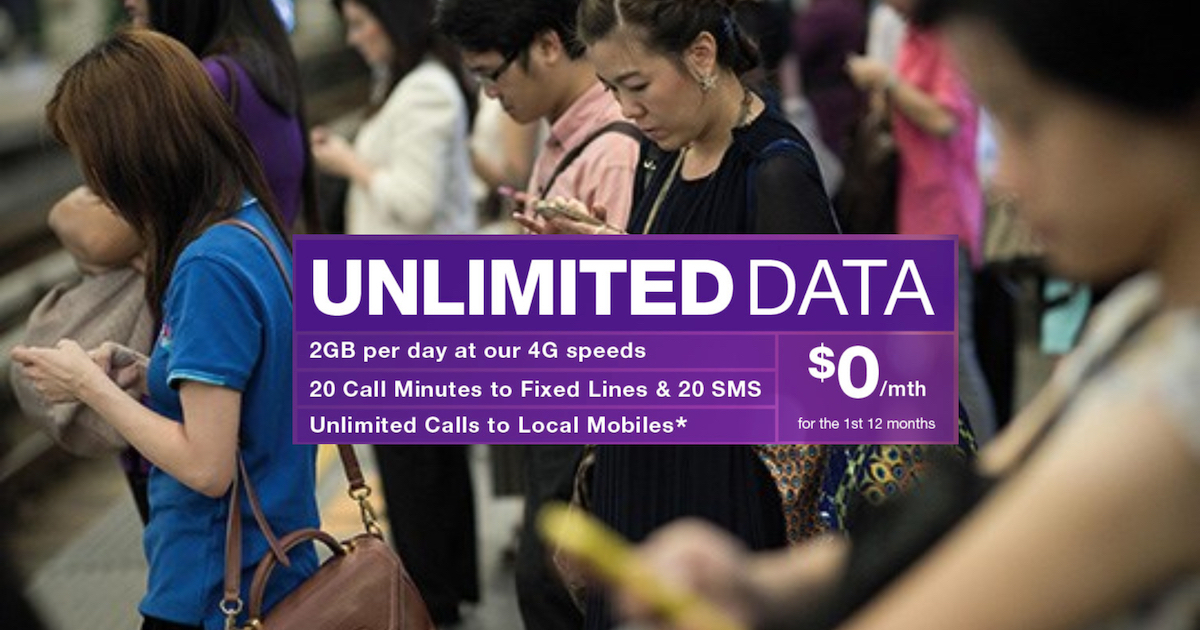 UNLIMITED DATA
2GB per day at our 4G speeds
20 Call Minutes to Fixed Lines & 20 SMS
Unlimited Calls to Local Mobiles*
$0/mth
for the 1st 12 months